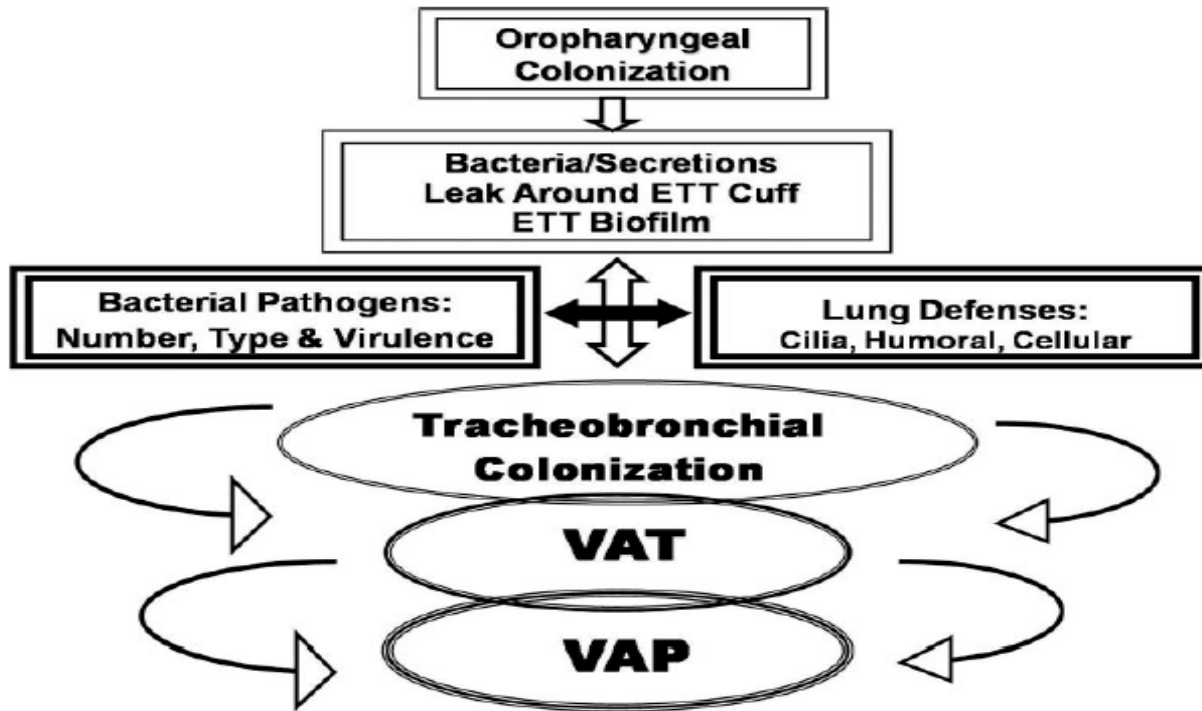 Oropharyngeal
Colonization
Bacteria/Secretions
Leak Around ETT Cuff
ETT Biofilm
Bacterial Pathogens:
Number, Type & Virulence
Lung Defenses:
Cilia, Humoral, Cellular
Tracheobronchial
Colonization
VAT
VAP